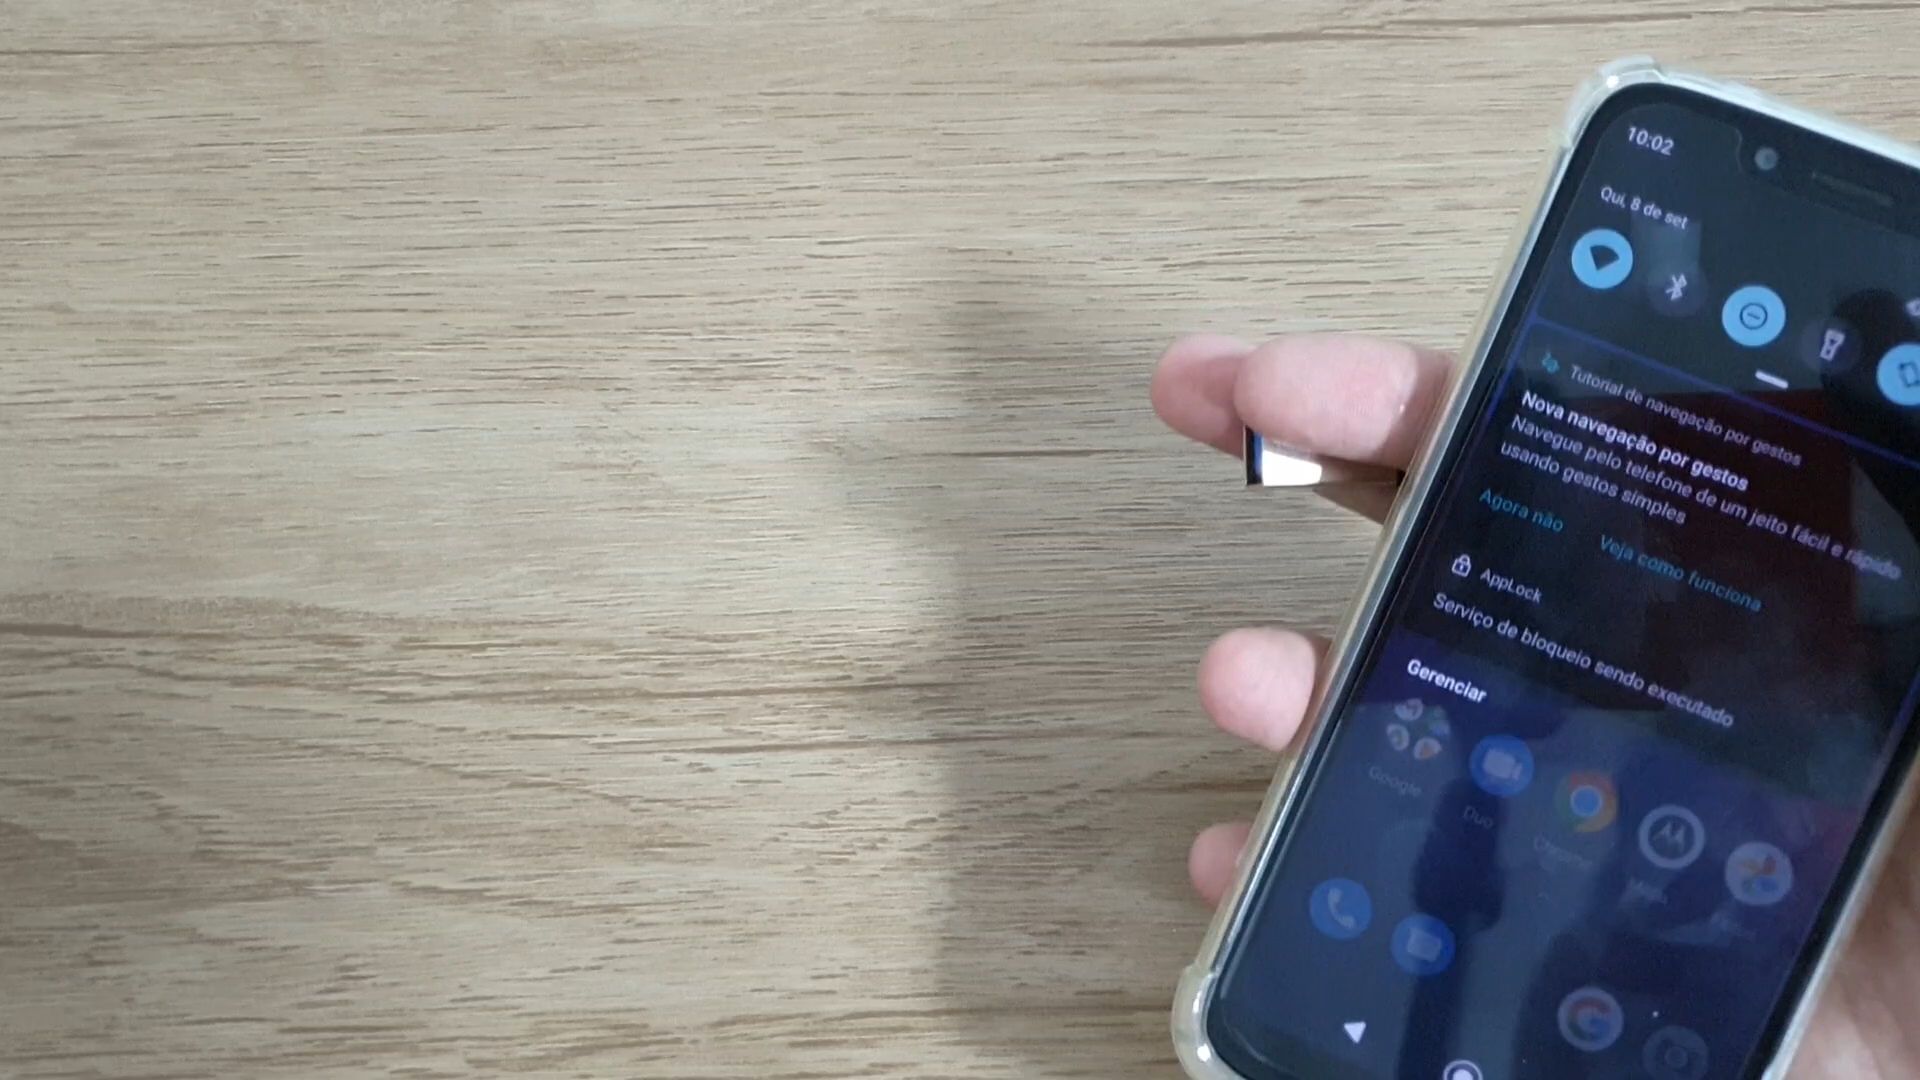 10:02
Qui, 8 de set
Tutorial de navegação por gestos
Nova navegação por gestos
Navegue pelo telefone de um jeito fácil e rápido
usando gestos simples
Agora não
Veja como funciona
AppLock
Serviço de bloqueio sendo executado
Gerenciar
Google
Duo
Chrome